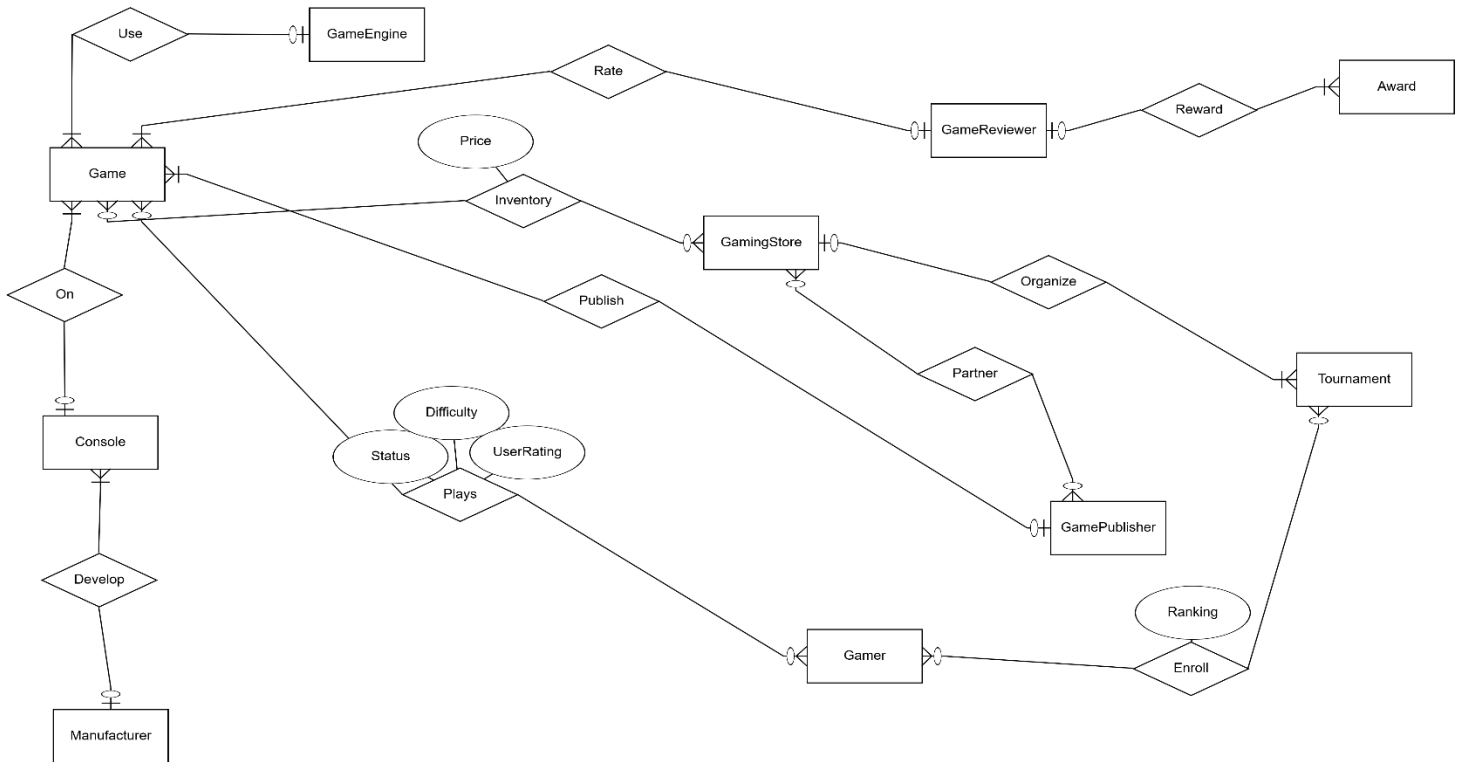 Use
GameEngine
Rate
Award
Reward
GameReviewer
Price
Game
Inventory
GamingStore
Organize
On
Publish
Partner
Tournament
Difficulty
Console
UserRating
Status
Plays
GamePublisher
Develop
Ranking
Gamer
Enroll
Manufacturer